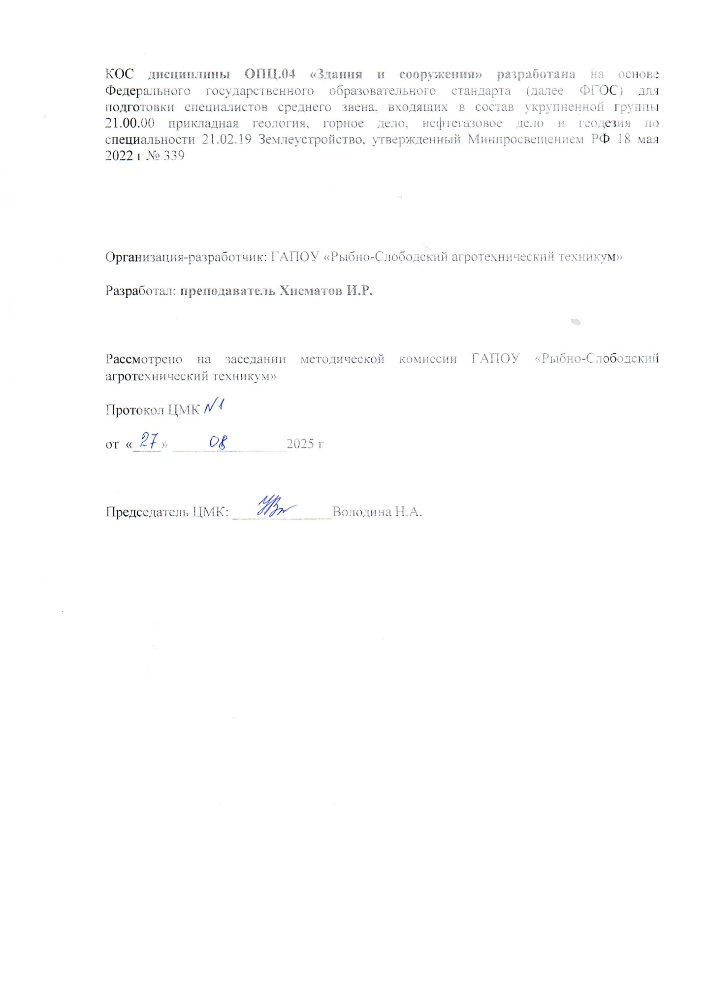 КОС дисциплины ОПЦ.04 «Здания и сооружения» разработана на основе
Федерального государственного образовательного стандарта (далее ФГОС) для
подготовки специалистов среднего звена, входящих в состав укрупненной группы
21.00.00 прикладная геология, горное дело, нефтегазовое дело и геодезия по
специальности 21.02.19 Землеустройство, утвержденный Минпросвещением РФ 18 мая
2022 г № 339
Организация-разработчик: ГАПОУ «Рыбно-Слободский агротехнический техникум»
Разработал: преподаватель Хисматов И.Р.
Рассмотрено на заседании методической комиссии ГАПОУ «Рыбно-Слободский
агротехнический техникум»
Протокол ЦМК N1
от «27» 08 2025 г
Председатель ЦМК: Володина Н.А.